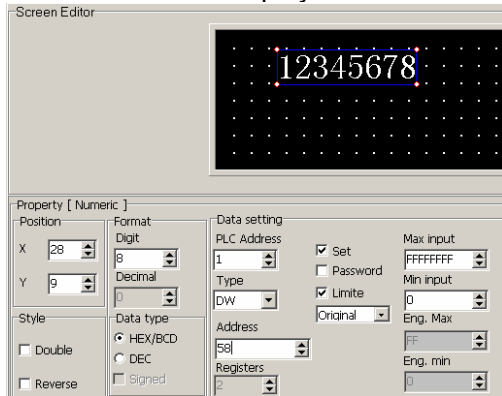 Screen Editor
12345678
Property [ Numeric ]
Position
X 28
Y 9
Style
Double
Reverse
Format
Digit
8
Decimal
0
Data type
HEX/BCD
DEC
Signed
Data setting
PLC Address
1
Type
DW
Address
58
Registers
2
Set
Password
Limite
Original
Max input
FFFFFFFF
Min input
0
Eng. Max
FF
Eng. min
0